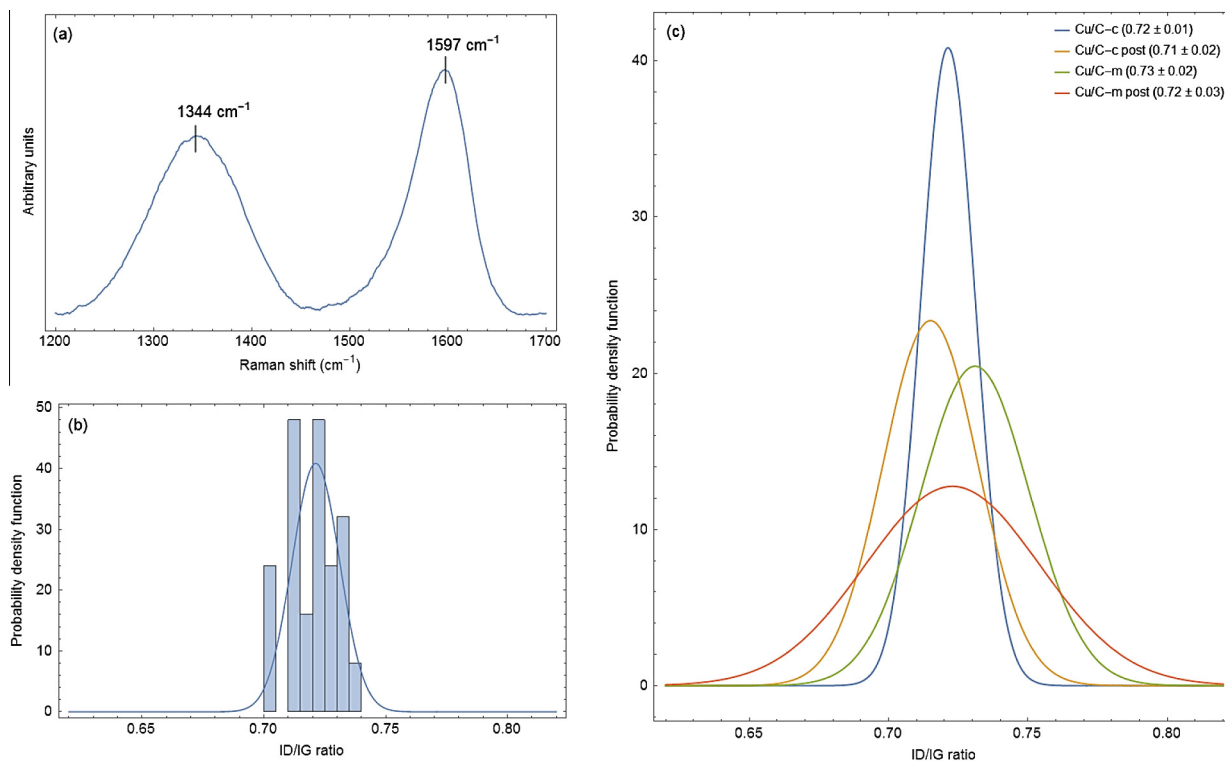 (a)
1344 cm⁻¹
1597 cm⁻¹
Arbitrary units
1200 1300 1400 1500 1600 1700
Raman shift (cm⁻¹)
(b)
Probability density function
50
40
30
20
10
0
0.65 0.70 0.75 0.80
ID/IG ratio
(c)
Cu/C−c (0.72 ± 0.01)
Cu/C−c post (0.71 ± 0.02)
Cu/C−m (0.73 ± 0.02)
Cu/C−m post (0.72 ± 0.03)
Probability density function
40
30
20
10
0
0.65 0.70 0.75 0.80
ID/IG ratio